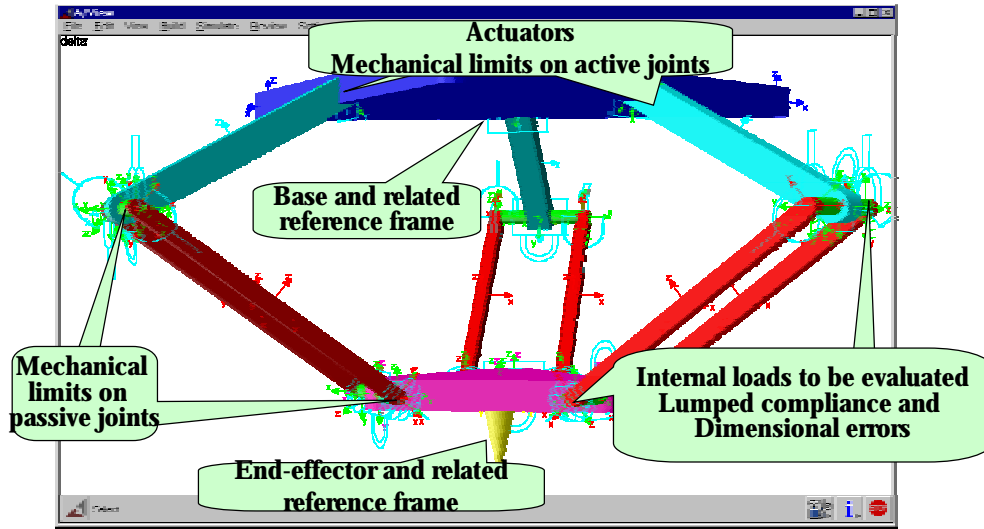 A/View
File Edit View Build Simulate Review Settings
delta
Actuators
Mechanical limits on active joints
Base and related
reference frame
Mechanical
limits on
passive joints
Internal loads to be evaluated
Lumped compliance and
Dimensional errors
End-effector and related
reference frame
Select
i